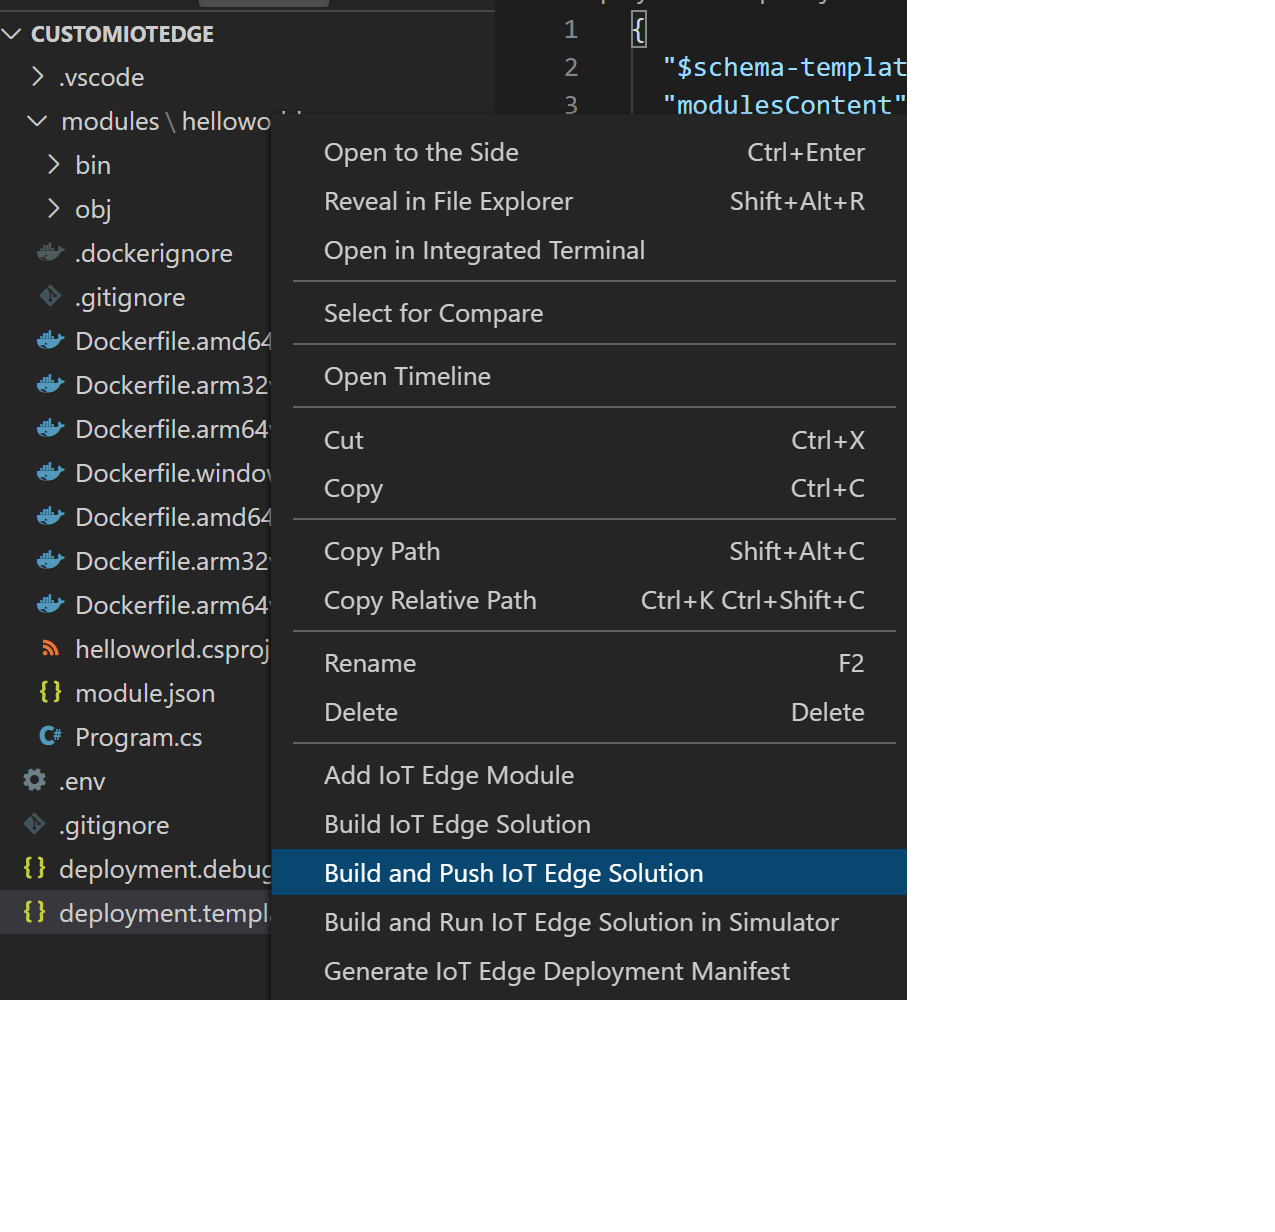 CUSTOMIOTEDGE
.vscode
modules \ hellowo
bin
obj
.dockerignore
.gitignore
Dockerfile.amd64
Dockerfile.arm32
Dockerfile.arm64
Dockerfile.windo
Dockerfile.amd64
Dockerfile.arm32
Dockerfile.arm64
helloworld.csproj
module.json
Program.cs
.env
.gitignore
deployment.debug
deployment.templ
1 {
2 "$schema-templat
3 "modulesContent"
Open to the Side Ctrl+Enter
Reveal in File Explorer Shift+Alt+R
Open in Integrated Terminal
Select for Compare
Open Timeline
Cut Ctrl+X
Copy Ctrl+C
Copy Path Shift+Alt+C
Copy Relative Path Ctrl+K Ctrl+Shift+C
Rename F2
Delete Delete
Add IoT Edge Module
Build IoT Edge Solution
Build and Push IoT Edge Solution
Build and Run IoT Edge Solution in Simulator
Generate IoT Edge Deployment Manifest